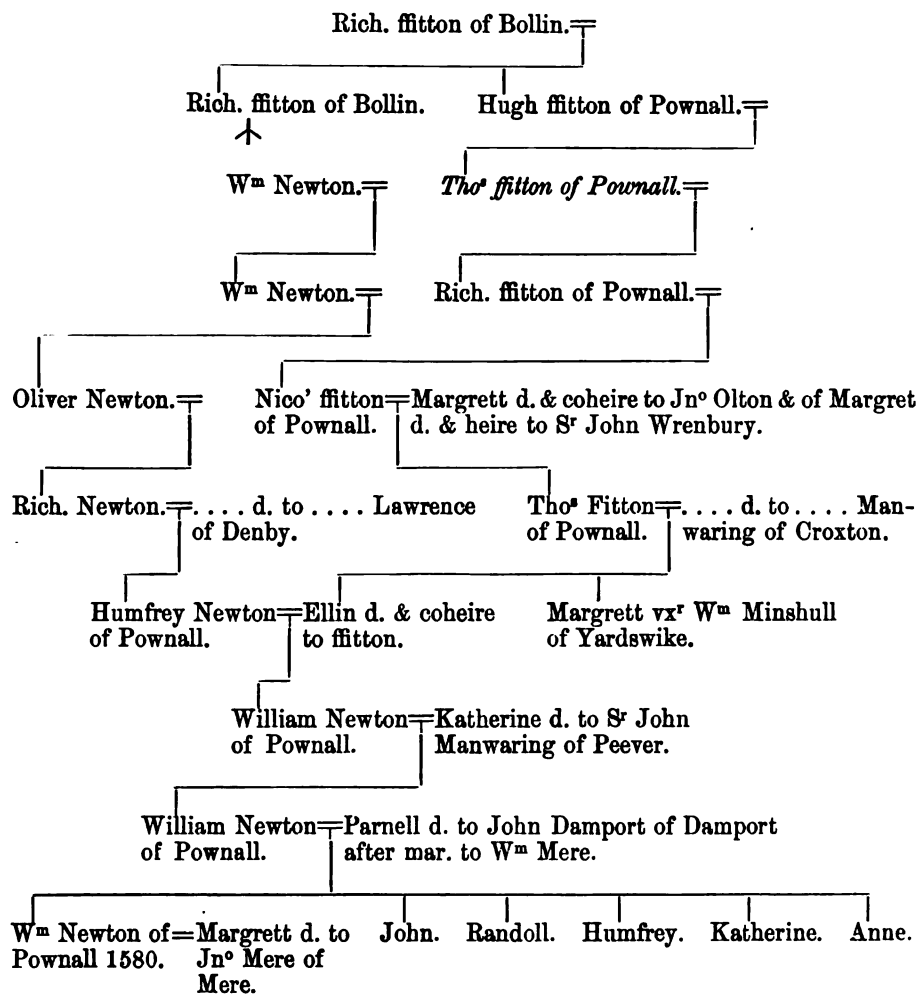 Rich. ffitton of Bollin.
Rich. ffitton of Bollin. Hugh ffitton of Pownall.
Wᵐ Newton. Thoˢ ffitton of Pownall.
Wᵐ Newton. Rich. ffitton of Pownall.
Oliver Newton. Nico' ffitton = Margrett d. & coheire to Jnᵒ Olton & of Margret
of Pownall. d. & heire to Sʳ John Wrenbury.
Rich. Newton. = .... d. to .... Lawrence Thoˢ Fitton = .... d. to .... Man-
of Denby. of Pownall. waring of Croxton.
Humfrey Newton = Ellin d. & coheire Margrett vxʳ Wᵐ Minshull
of Pownall. to ffitton. of Yardswike.
William Newton = Katherine d. to Sʳ John
of Pownall. Manwaring of Peever.
William Newton = Parnell d. to John Damport of Damport
of Pownall. after mar. to Wᵐ Mere.
Wᵐ Newton of = Margrett d. to John. Randoll. Humfrey. Katherine. Anne.
Pownall 1580. Jnᵒ Mere of
Mere.